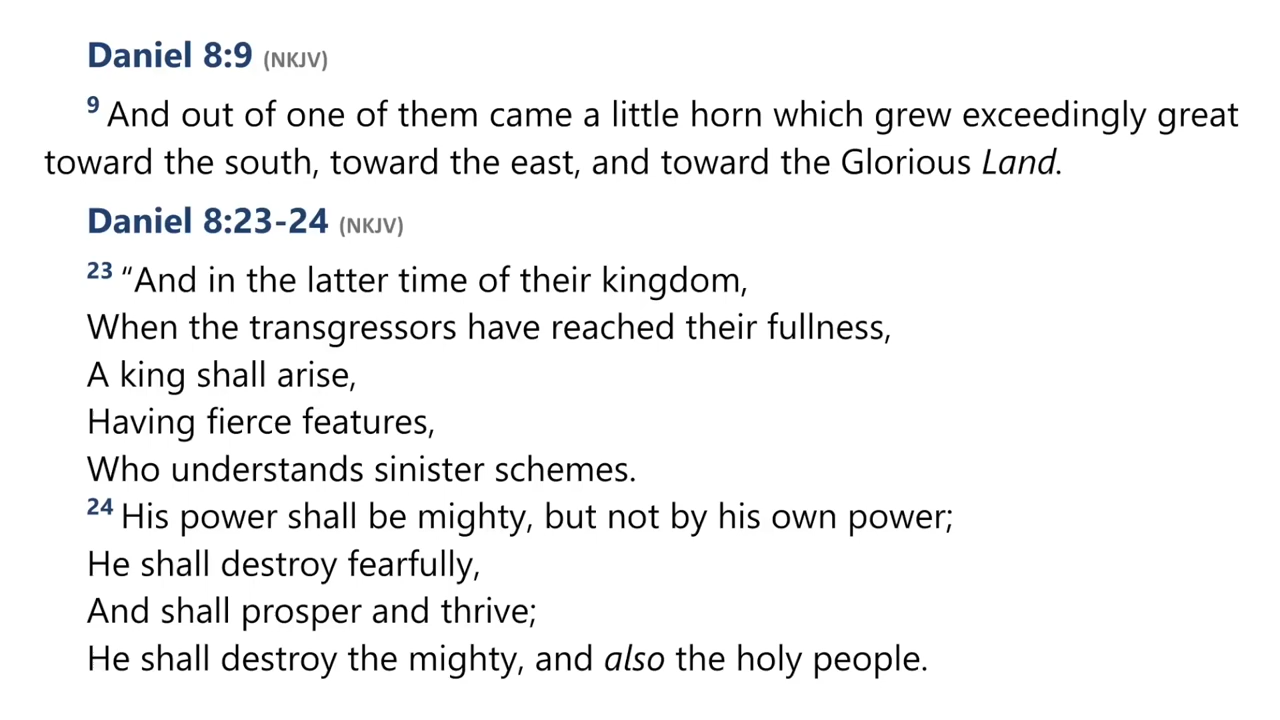 Daniel 8:9 (NKJV)
9 And out of one of them came a little horn which grew exceedingly great
toward the south, toward the east, and toward the Glorious Land.
Daniel 8:23-24 (NKJV)
23 “And in the latter time of their kingdom,
When the transgressors have reached their fullness,
A king shall arise,
Having fierce features,
Who understands sinister schemes.
24 His power shall be mighty, but not by his own power;
He shall destroy fearfully,
And shall prosper and thrive;
He shall destroy the mighty, and also the holy people.